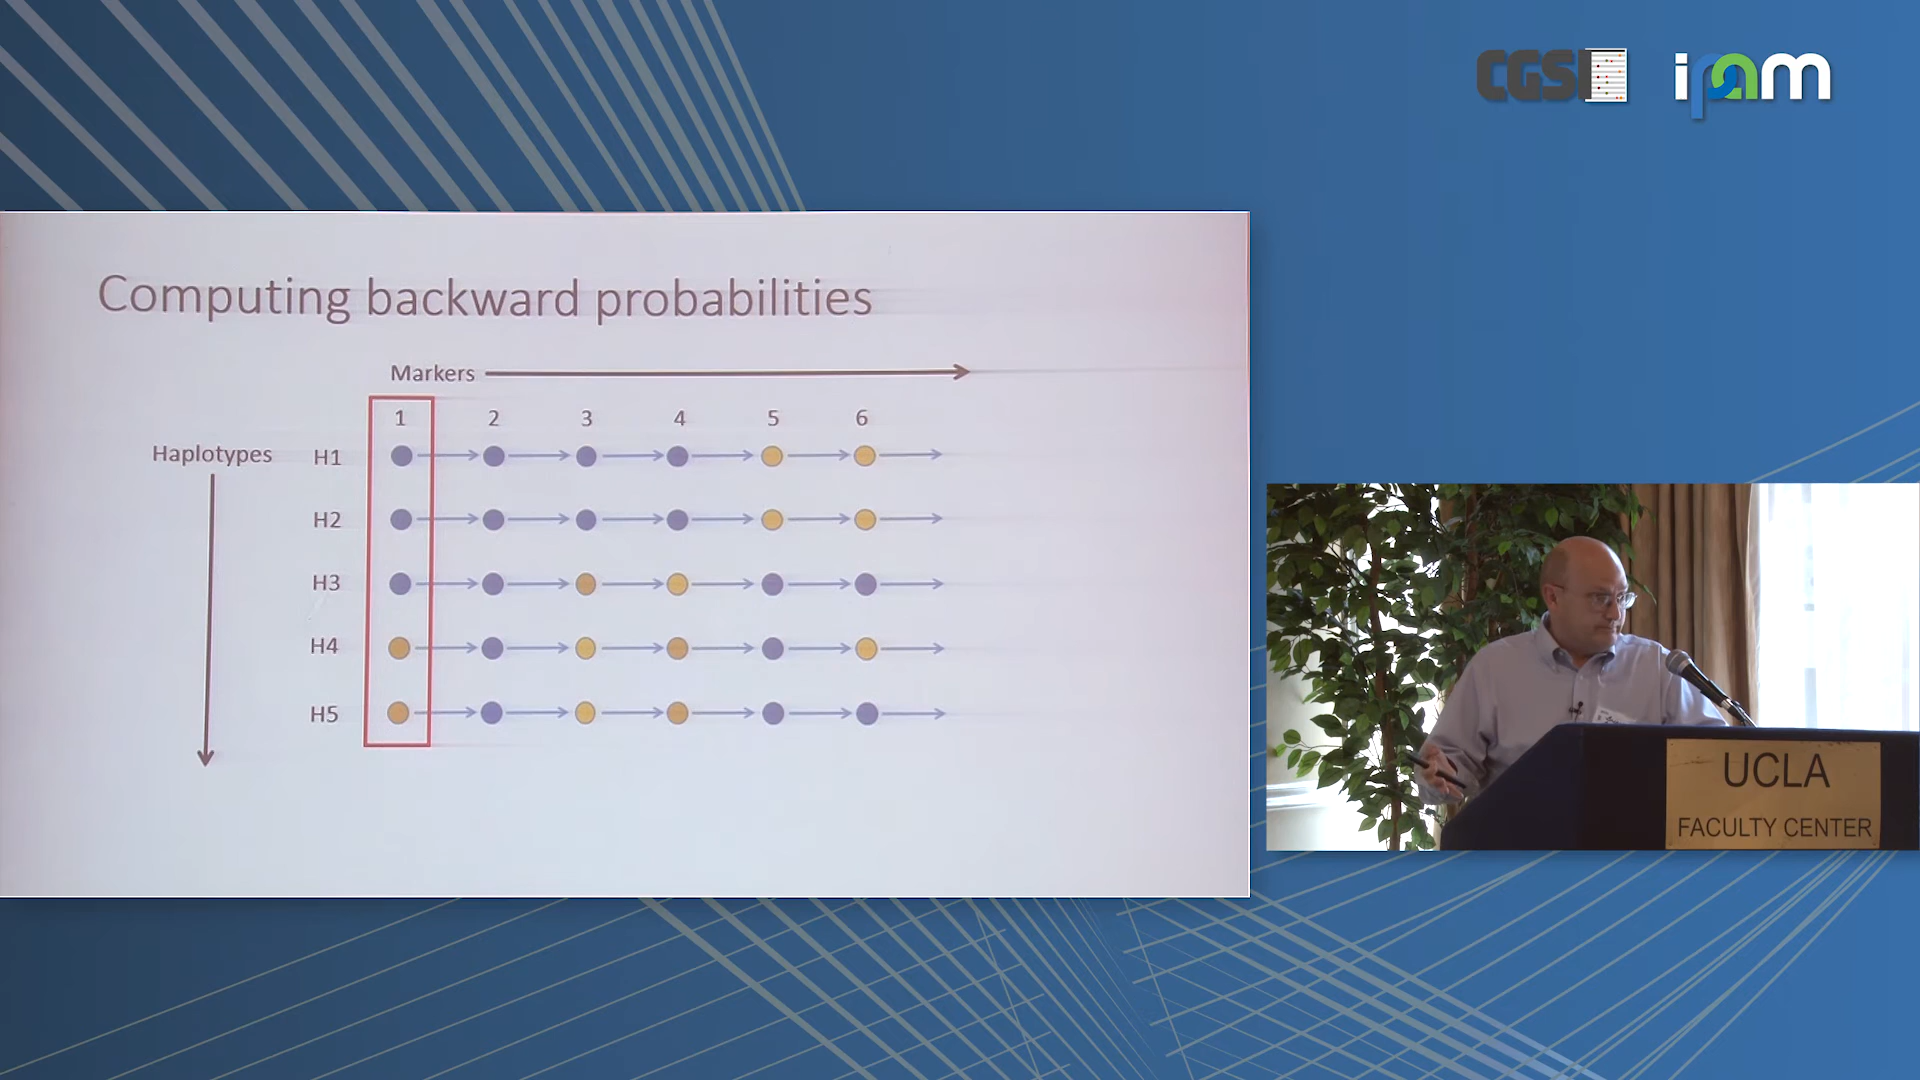 CGSI
ipam
Computing backward probabilities
Markers
1 2 3 4 5 6
Haplotypes
H1
H2
H3
H4
H5
UCLA
FACULTY CENTER